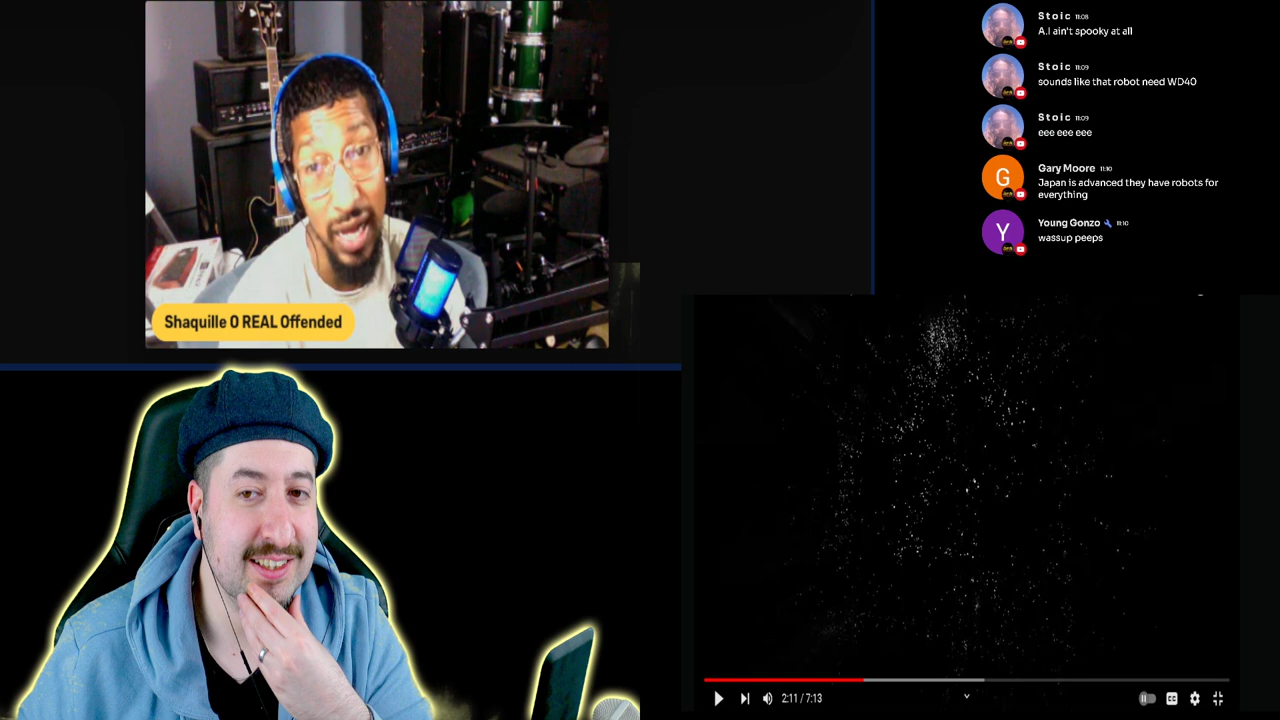 Stoic 11:08
A.I ain't spooky at all
Stoic 11:09
sounds like that robot need WD40
Stoic 11:09
eee eee eee
G
Gary Moore 11:10
Japan is advanced they have robots for
everything
Y
Young Gonzo 11:10
wassup peeps
Shaquille O REAL Offended
2:11 / 7:13